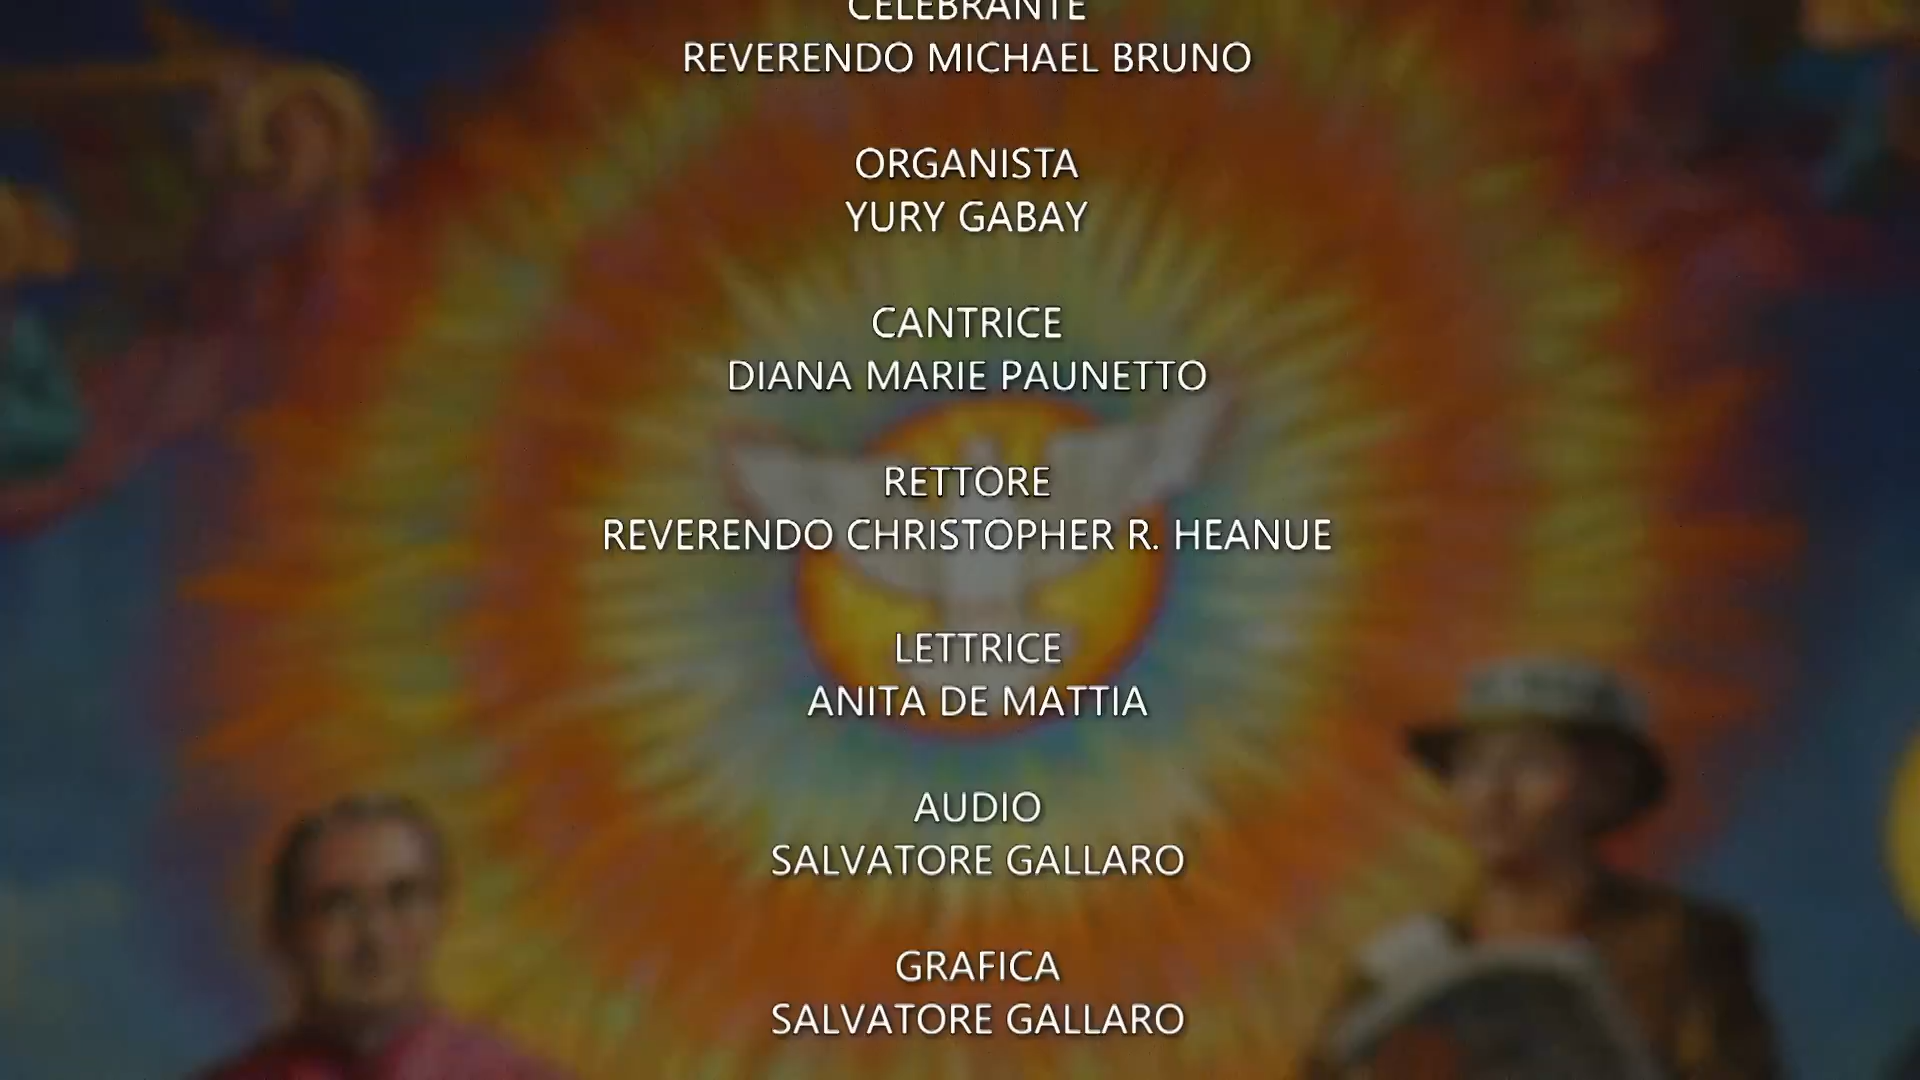 CELEBRANTE
REVERENDO MICHAEL BRUNO
ORGANISTA
YURY GABAY
CANTRICE
DIANA MARIE PAUNETTO
RETTORE
REVERENDO CHRISTOPHER R. HEANUE
LETTRICE
ANITA DE MATTIA
AUDIO
SALVATORE GALLARO
GRAFICA
SALVATORE GALLARO